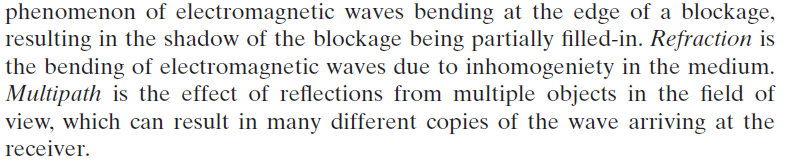 phenomenon of electromagnetic waves bending at the edge of a blockage,
resulting in the shadow of the blockage being partially filled-in. Refraction is
the bending of electromagnetic waves due to inhomogeniety in the medium.
Multipath is the effect of reflections from multiple objects in the field of
view, which can result in many different copies of the wave arriving at the
receiver.